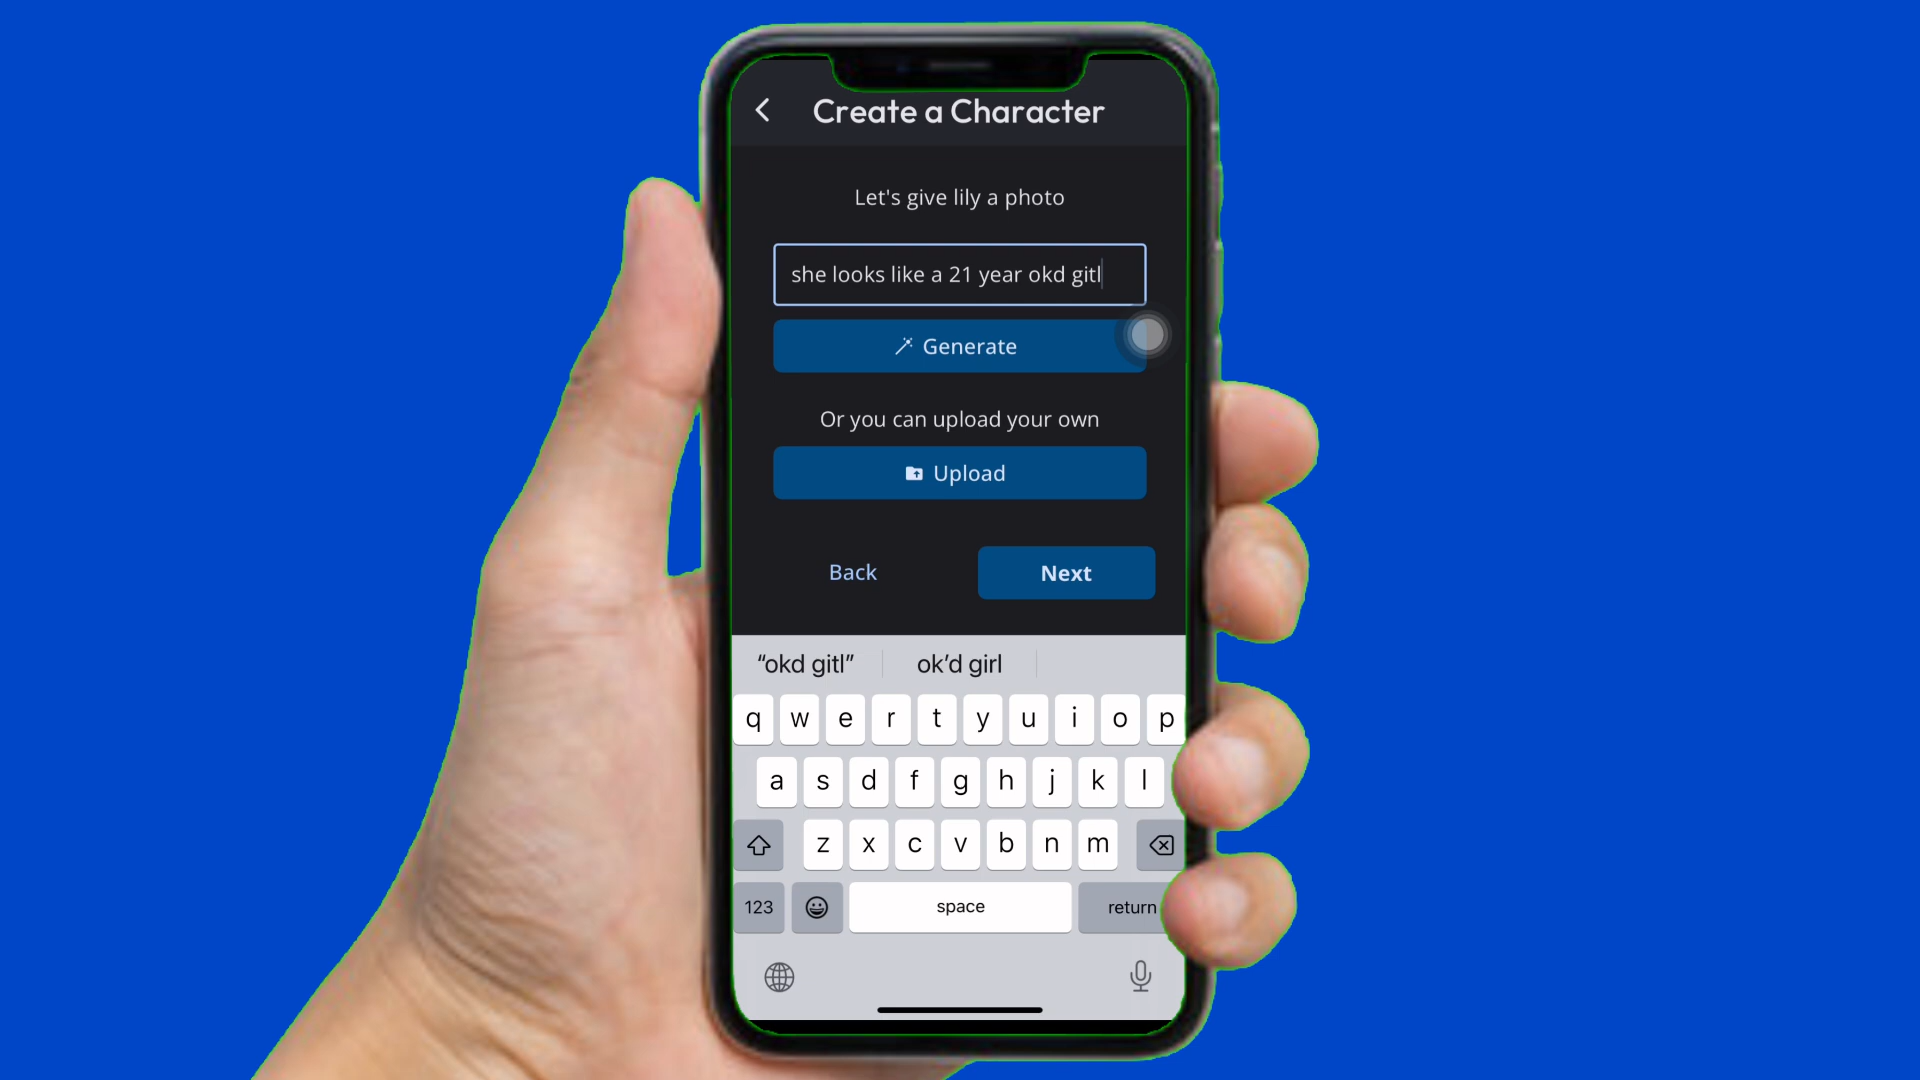 Create a Character
Let's give lily a photo
she looks like a 21 year okd gitl
Generate
Or you can upload your own
Upload
Back
Next
“okd gitl”
ok’d girl
q w e r t y u i o p
a s d f g h j k l
z x c v b n m
123
space
return